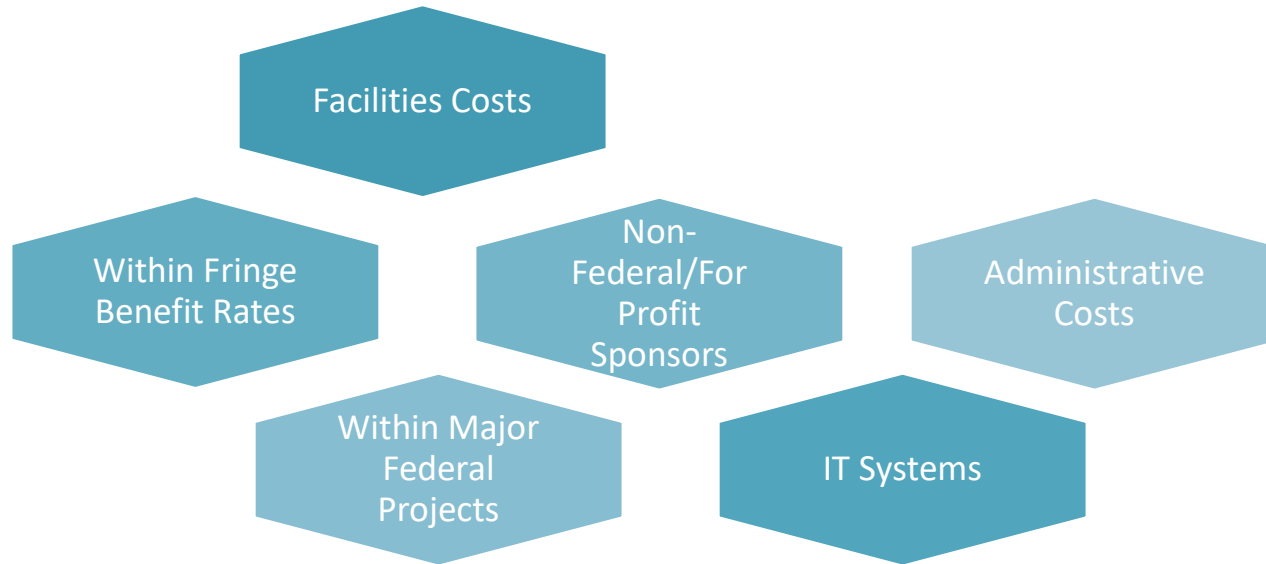 Facilities Costs
Within Fringe
Benefit Rates
Non-
Federal/For
Profit
Sponsors
Administrative
Costs
Within Major
Federal
Projects
IT Systems